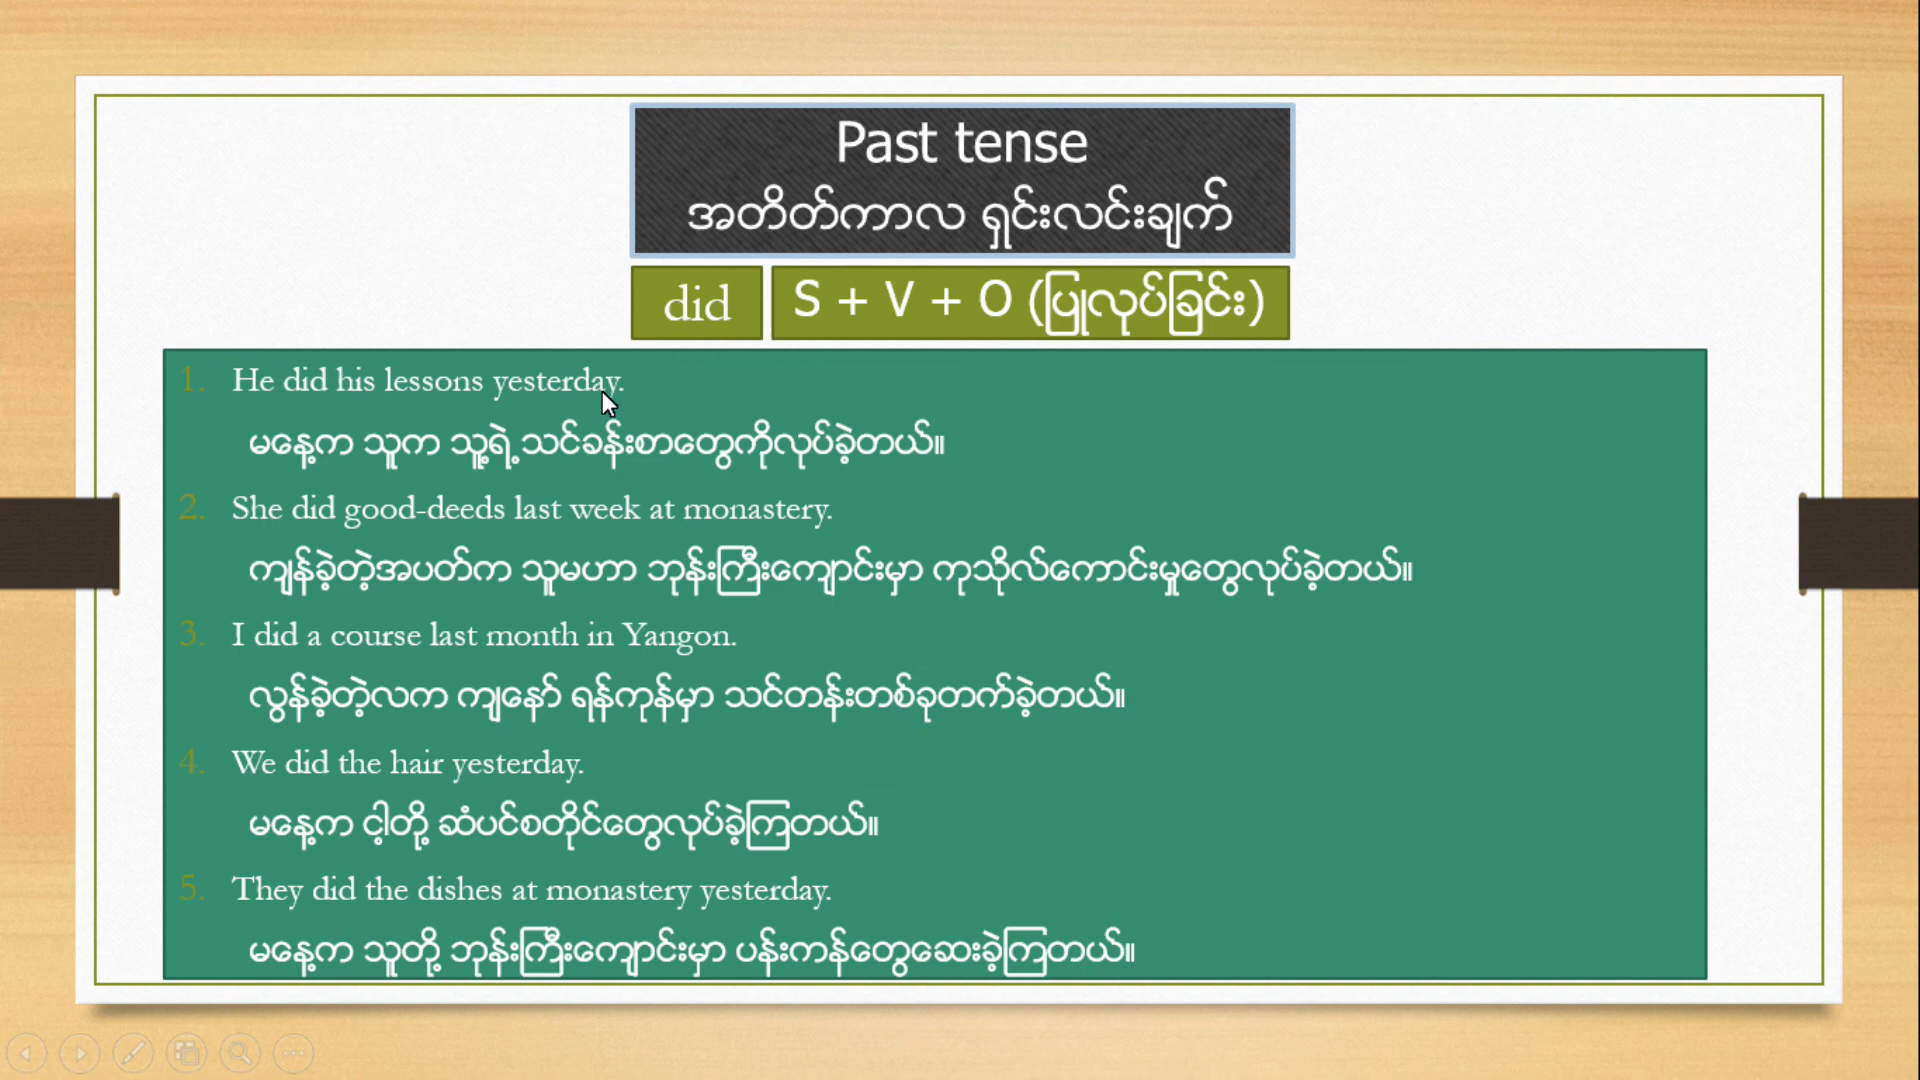 Past tense
အတိတ်ကာလ ရှင်းလင်းချက်
did
S + V + O (ပြုလုပ်ခြင်း)
1. He did his lessons yesterday.
မနေ့က သူက သူ့ရဲ့သင်ခန်းစာတွေကိုလုပ်ခဲ့တယ်။
2. She did good-deeds last week at monastery.
ကျန်ခဲ့တဲ့အပတ်က သူမဟာ ဘုန်းကြီးကျောင်းမှာ ကုသိုလ်ကောင်းမှုတွေလုပ်ခဲ့တယ်။
3. I did a course last month in Yangon.
လွန်ခဲ့တဲ့လက ကျနော် ရန်ကုန်မှာ သင်တန်းတစ်ခုတက်ခဲ့တယ်။
4. We did the hair yesterday.
မနေ့က ငါ့တို့ ဆံပင်စတိုင်တွေလုပ်ခဲ့ကြတယ်။
5. They did the dishes at monastery yesterday.
မနေ့က သူတို့ ဘုန်းကြီးကျောင်းမှာ ပန်းကန်တွေဆေးခဲ့ကြတယ်။